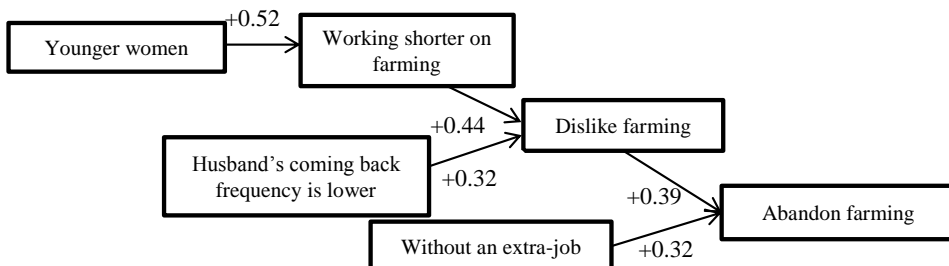 +0.52
Younger women
Working shorter on
farming
+0.44
Dislike farming
Husband's coming back
frequency is lower
+0.32
+0.39
Abandon farming
Without an extra-job
+0.32